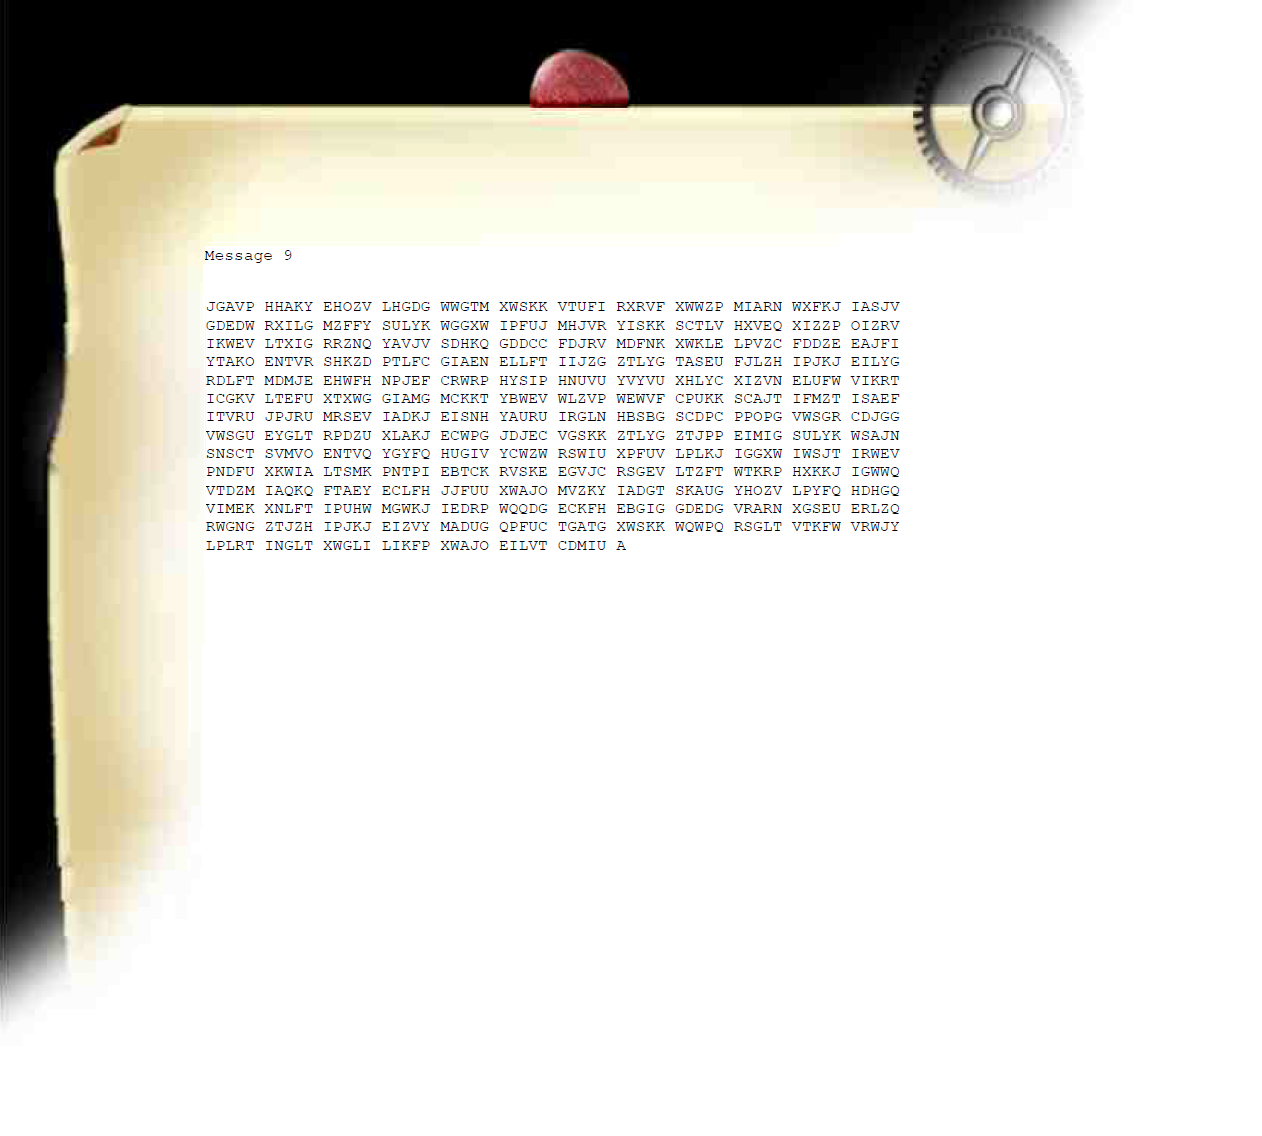 Message 9
JGAVP HHAKY EHOZV LHGDG WWGTM XWSKK VTUFI RXRVF XWWZP MIARN WXFKJ IASJV
GDEDW RXILG MZFFY SULYK WGGXW IPFUJ MHJVR YISKK SCTLV HXVEQ XIZZP OIZRV
IKWEV LTXIG RRZNQ YAVJV SDHKQ GDDCC FDJRV MDFNK XWKLE LPVZC FDDZE EAJFI
YTAKO ENTVR SHKZD PTLFC GIAEN ELLFT IIJZG ZTLYG TASEU FJLZH IPJKJ EILYG
RDLFT MDMJE EHWFH NPJEF CRWRP HYSIP HNUVU YVYVU XHLYC XIZVN ELUFW VIKRT
ICGKV LTEFU XTXWG GIAMG MCKKT YBWEV WLZVP WEWVF CPUKK SCAJT IFMZT ISAEF
ITVRU JPJRU MRSEV IADKJ EISNH YAURU IRGLN HBSBG SCDPC PPOPG VWSGR CDJGG
VWSGU EYGLT RPDZU XLAKJ ECWPG JDJEC VGSKK ZTLYG ZTJPP EIMIG SULYK WSAJN
SNSCT SVMVO ENTVQ YGYFQ HUGIV YCWZW RSWIU XPFUV LPLKJ IGGXW IWSJT IRWEV
PNDFU XKWIA LTSMK PNTPI EBTCK RVSKE EGVJC RSGEV LTZFT WTKRP HXKKJ IGWWQ
VTDZM IAQKQ FTAEY ECLFH JJFUU XWAJO MVZKY IADGT SKAUG YHOZV LPYFQ HDHGQ
VIMEK XNLFT IPUHW MGWKJ IEDRP WQQDG ECKFH EBGIG GDEDG VRARN XGSEU ERLZQ
RWGNG ZTJZH IPJKJ EIZVY MADUG QPFUC TGATG XWSKK WQWPQ RSGLT VTKFW VRWJY
LPLRT INGLT XWGLI LIKFP XWAJO EILVT CDMIU A